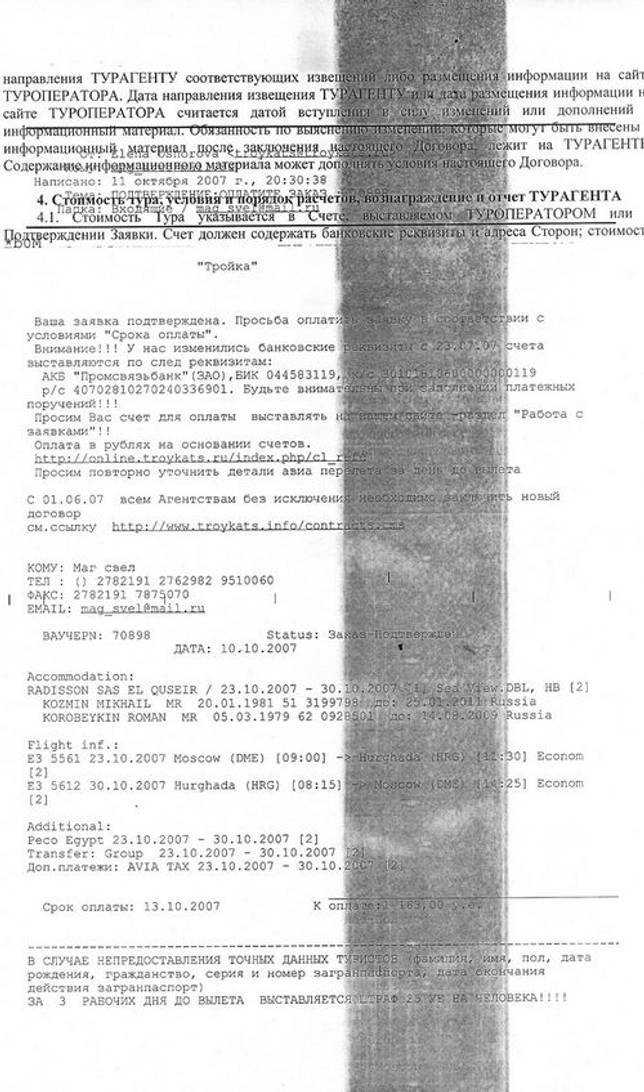 направления ТУРАГЕНТУ соответствующих извещений либо размещения информации на сайт
ТУРОПЕРАТОРА. Дата направления извещения ТУРАГЕНТУ или дата размещения информации н
сайте ТУРОПЕРАТОРА считается датой вступления в силу изменений или дополнений
информационный материал. Обязанность по выяснению изменений, которые могут быть внесены
информационный материал после заключения настоящего Договора, лежит на ТУРАГЕНТЕ
Содержание информационного материала может дополнять условия настоящего Договора.
Написано: 11 октября 2007 г., 20:30:38
4. Стоимость тура, условия и порядок расчетов, вознаграждение и отчет ТУРАГЕНТА
Папка: Входящие / mag_svel@mail.ru
4.1. Стоимость Тура указывается в Счете, выставляемом ТУРОПЕРАТОРОМ или
Подтверждении Заявки. Счет должен содержать банковские реквизиты и адреса Сторон; стоимост
"Тройка"
Ваша заявка подтверждена. Просьба оплатить заявку в соответствии с
условиями "Срока оплаты".
Внимание!!! У нас изменились банковские реквизиты с 23.07.07 счета
выставляются по след реквизитам:
АКБ "Промсвязьбанк"(ЗАО),БИК 044583119,
р/с 40702810270240336901. Будьте внимательны при заполнении платежных
поручений!!!
Просим Вас счет для оплаты выставлять на нашем сайте -раздел "Работа с
заявками"!!
Оплата в рублях на основании счетов.
http://online.troykats.ru/index.php/cl_ref/
Просим повторно уточнить детали авиа перелета за день до вылета
С 01.06.07 всем Агентствам без исключения необходимо заключить новый
договор
см.ссылку http://www.troykats.info/contracts.cms
КОМУ: Маг свел
ТЕЛ : () 2782191 2762982 9510060
ФАКС: 2782191 7875070
EMAIL: mag_svel@mail.ru
ВАУЧЕРN: 70898 Status: Заказ Подтвержде
ДАТА: 10.10.2007
Accommodation:
RADISSON SAS EL QUSEIR / 23.10.2007 - 30.10.2007 [1] Sea View DBL, HB [2]
KOZMIN MIKHAIL MR 20.01.1981 51 3199798 до: 25.01.2011 Russia
KOROBEYKIN ROMAN MR 05.03.1979 62 0928501 до: 14.08.2009 Russia
Flight inf.:
E3 5561 23.10.2007 Moscow (DME) [09:00] -> Hurghada (HRG) [11:30] Econom
[2]
E3 5612 30.10.2007 Hurghada (HRG) [08:15] -> Moscow (DME) [14:25] Econom
[2]
Additional:
Ресо Egypt 23.10.2007 - 30.10.2007 [2]
Transfer: Group 23.10.2007 - 30.10.2007 [2]
Доп.платежи: AVIA TAX 23.10.2007 - 30.10.2007 [2]
Срок оплаты: 13.10.2007 К оплате:1 163,00 у.е.
В СЛУЧАЕ НЕПРЕДОСТАВЛЕНИЯ ТОЧНЫХ ДАННЫХ ТУРИСТОВ (фамилия, имя, пол, дата
рождения, гражданство, серия и номер загранпаспорта, дата окончания
действия загранпаспорт)
ЗА 3 РАБОЧИХ ДНЯ ДО ВЫЛЕТА ВЫСТАВЛЯЕТСЯ ШТРАФ 25 УЕ НА ЧЕЛОВЕКА!!!!